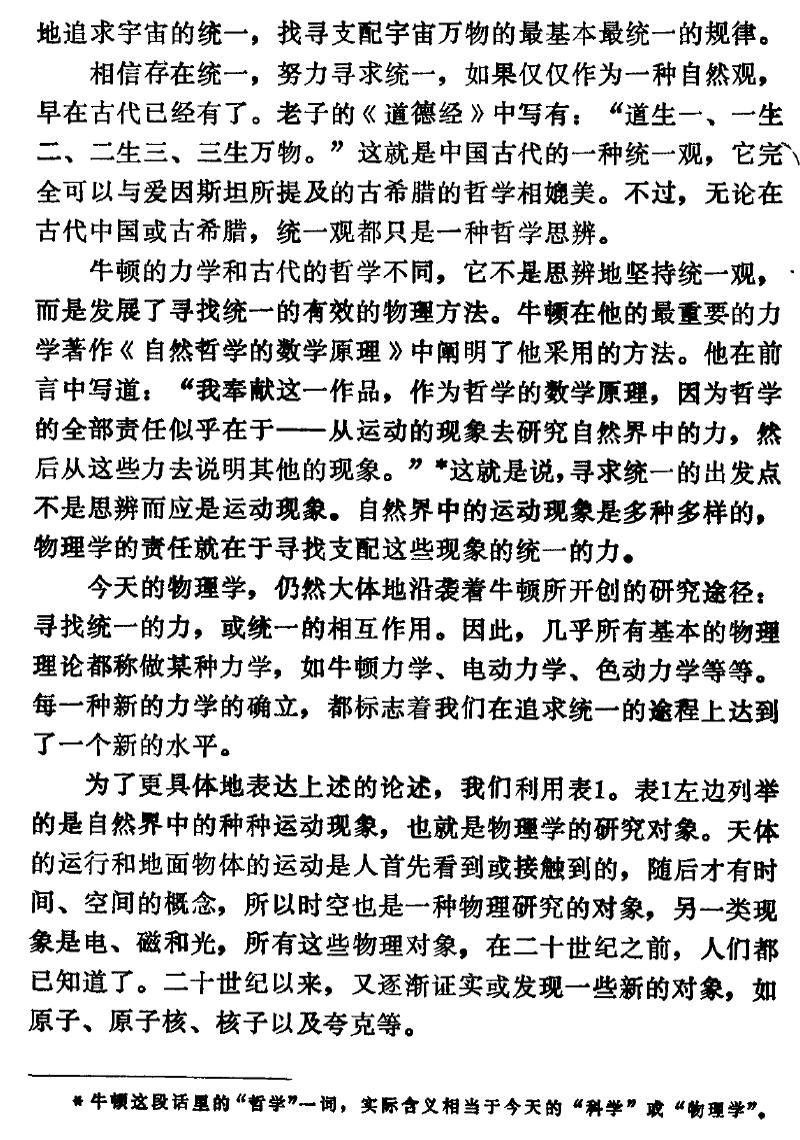 地追求宇宙的统一，找寻支配宇宙万物的最基本最统一的规律。
相信存在统一，努力寻求统一，如果仅仅作为一种自然观，
早在古代已经有了。老子的《道德经》中写有：“道生一、一生
二、二生三、三生万物。”这就是中国古代的一种统一观，它完
全可以与爱因斯坦所提及的古希腊的哲学相媲美。不过，无论在
古代中国或古希腊，统一观都只是一种哲学思辨。
牛顿的力学和古代的哲学不同，它不是思辨地坚持统一观，
而是发展了寻找统一的有效的物理方法。牛顿在他的最重要的力
学著作《自然哲学的数学原理》中阐明了他采用的方法。他在前
言中写道：“我奉献这一作品，作为哲学的数学原理，因为哲学
的全部责任似乎在于——从运动的现象去研究自然界中的力，然
后从这些力去说明其他的现象。”*这就是说，寻求统一的出发点
不是思辨而应是运动现象。自然界中的运动现象是多种多样的，
物理学的责任就在于寻找支配这些现象的统一的力。
今天的物理学，仍然大体地沿袭着牛顿所开创的研究途径：
寻找统一的力，或统一的相互作用。因此，几乎所有基本的物理
理论都称做某种力学，如牛顿力学、电动力学、色动力学等等。
每一种新的力学的确立，都标志着我们在追求统一的途程上达到
了一个新的水平。
为了更具体地表达上述的论述，我们利用表1。表1左边列举
的是自然界中的种种运动现象，也就是物理学的研究对象。天体
的运行和地面物体的运动是人首先看到或接触到的，随后才有时
间、空间的概念，所以时空也是一种物理研究的对象，另一类现
象是电、磁和光，所有这些物理对象，在二十世纪之前，人们都
已知道了。二十世纪以来，又逐渐证实或发现一些新的对象，如
原子、原子核、核子以及夸克等。
*牛顿这段话里的“哲学”一词，实际含义相当于今天的“科学”或“物理学”。